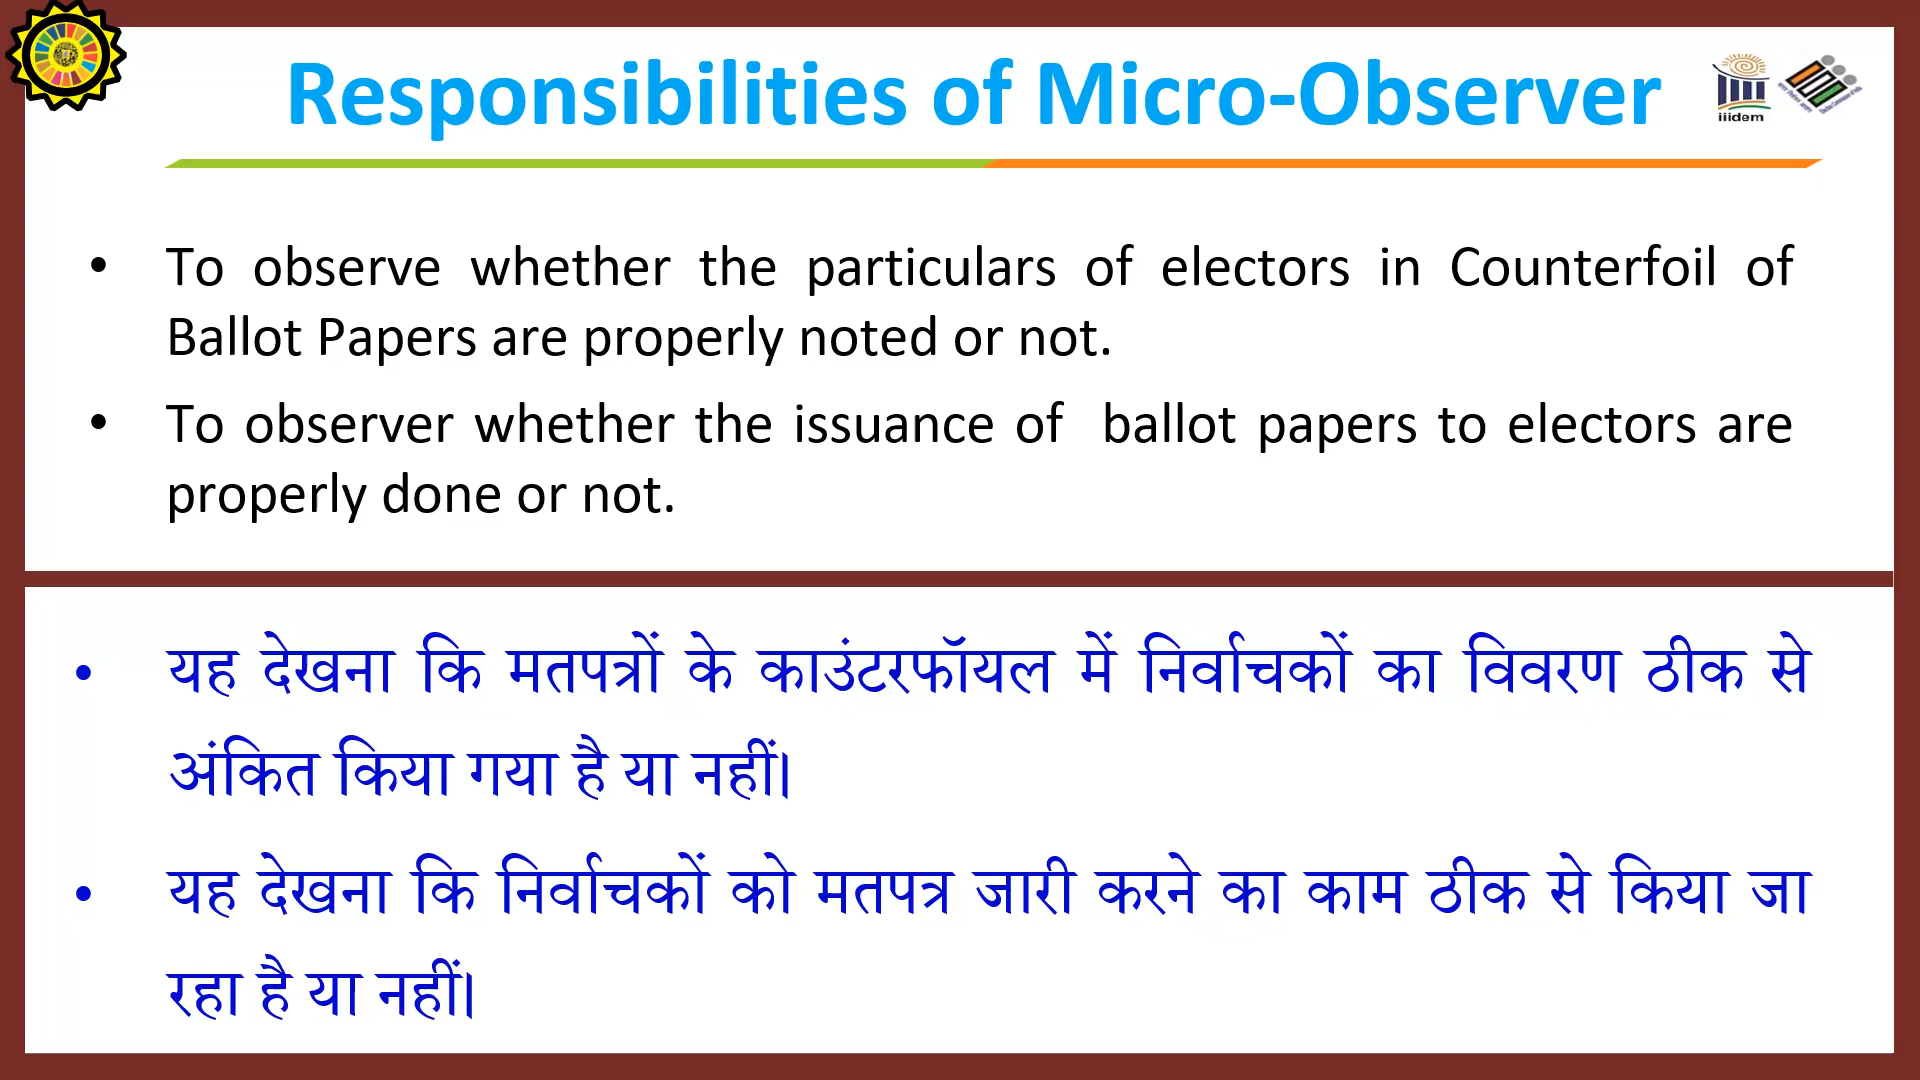 Responsibilities of Micro-Observer
iiidem
• To observe whether the particulars of electors in Counterfoil of
Ballot Papers are properly noted or not.
• To observer whether the issuance of ballot papers to electors are
properly done or not.
• यह देखना कि मतपत्रों के काउंटरफॉयल में निर्वाचकों का विवरण ठीक से
अंकित किया गया है या नहीं।
• यह देखना कि निर्वाचकों को मतपत्र जारी करने का काम ठीक से किया जा
रहा है या नहीं।